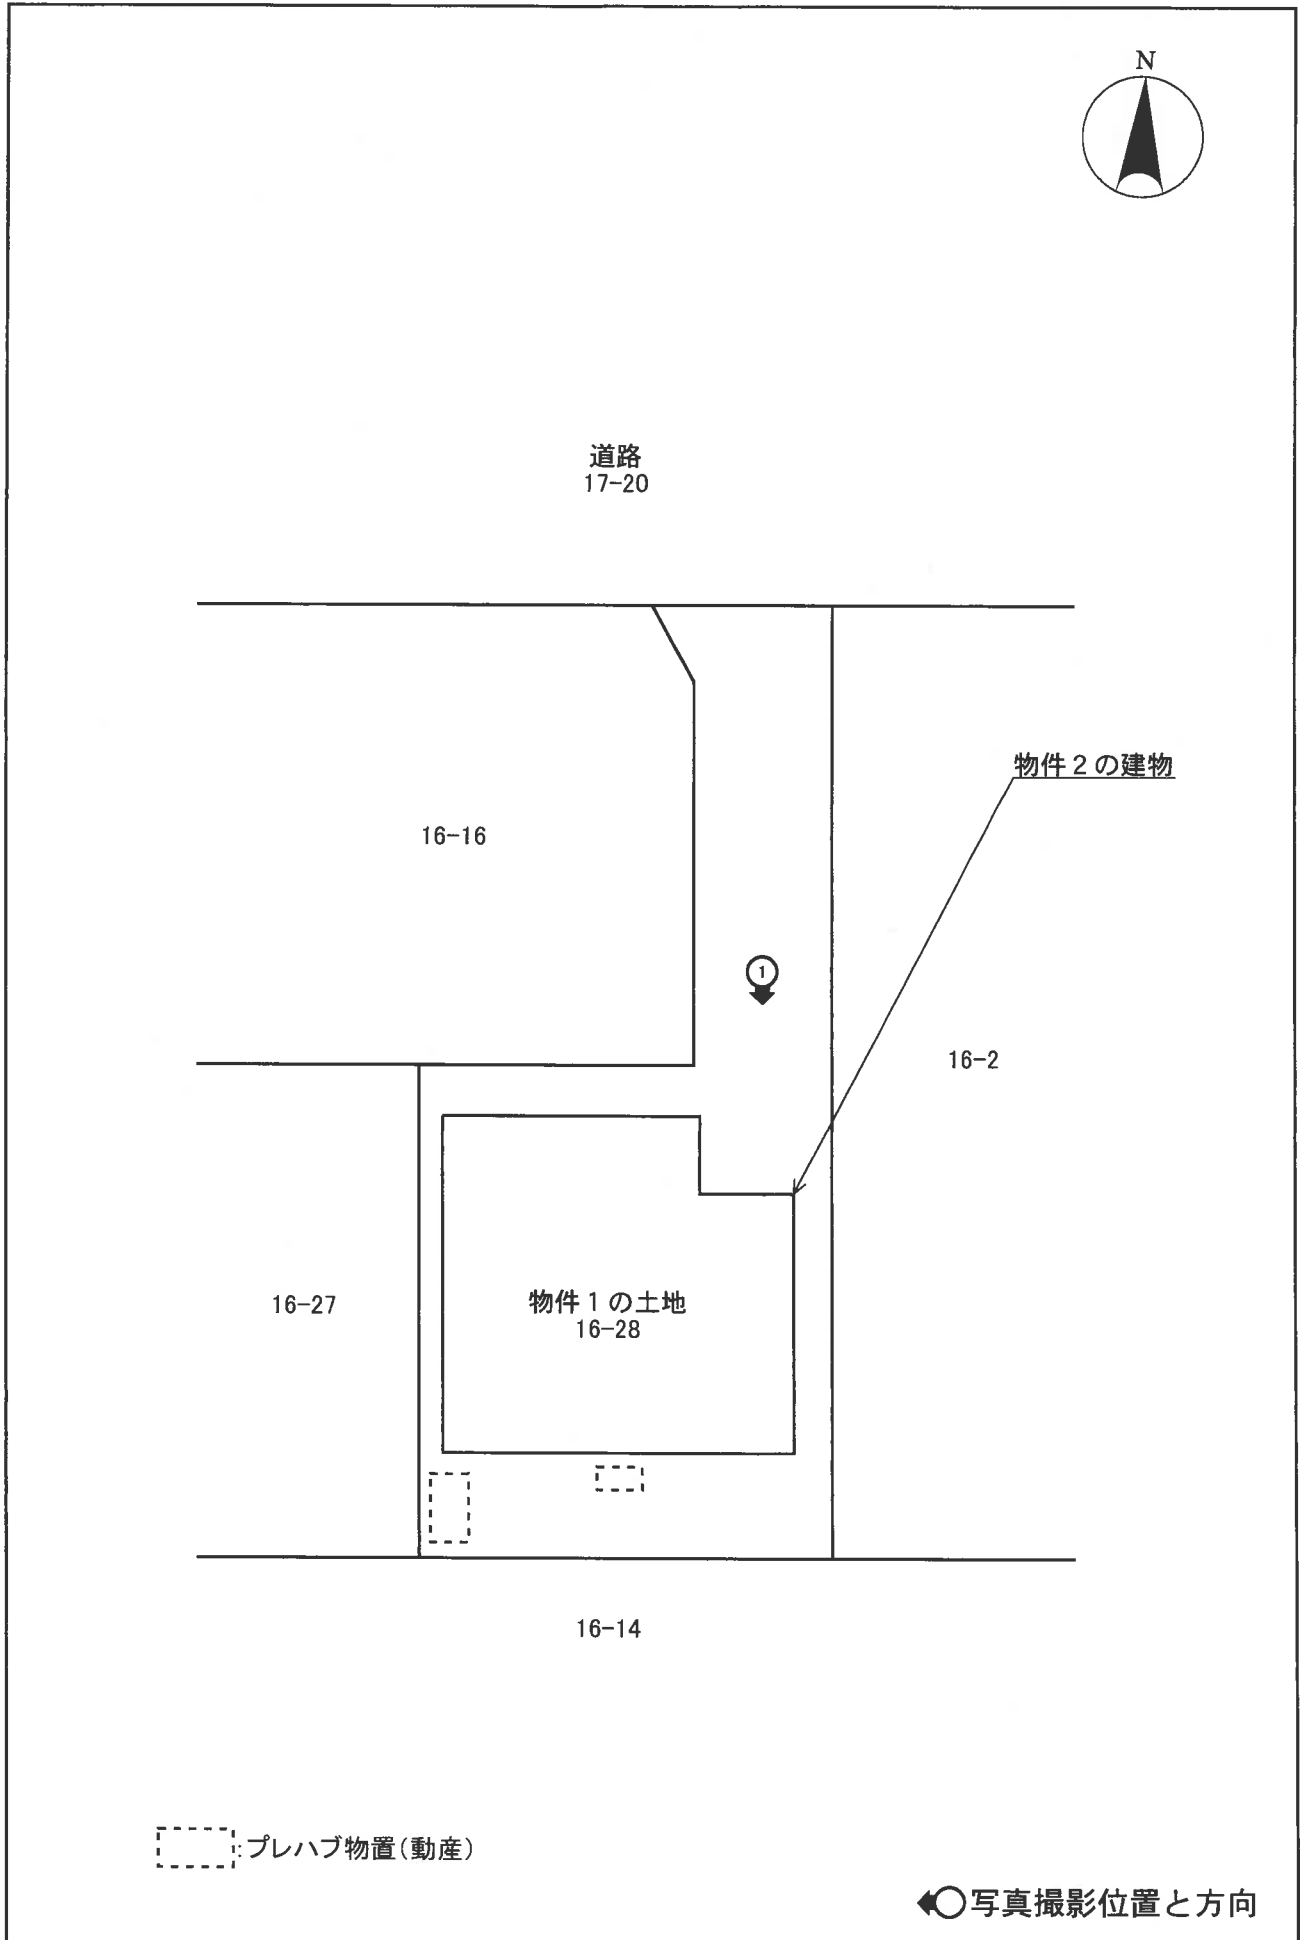 N
道路
17-20
物件2の建物
16-16
1
16-2
16-27
物件1の土地
16-28
16-14
:プレハブ物置(動産)
写真撮影位置と方向